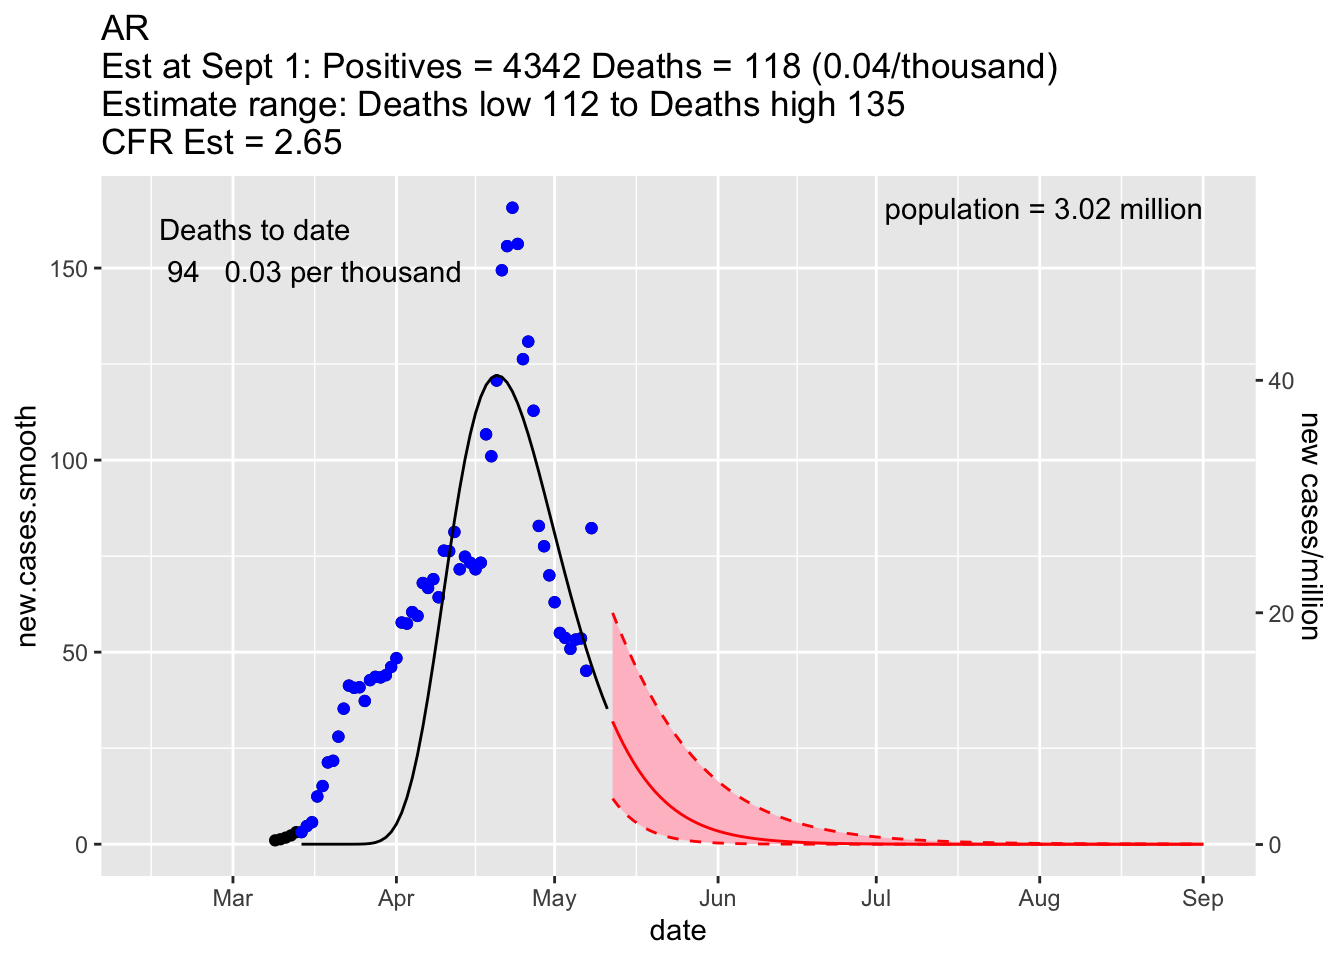 AR
Est at Sept 1: Positives = 4342 Deaths = 118 (0.04/thousand)
Estimate range: Deaths low 112 to Deaths high 135
CFR Est = 2.65
population = 3.02 million
Deaths to date
94 0.03 per thousand
150
100
50
0
new.cases.smooth
40
20
0
new cases/million
Mar Apr May Jun Jul Aug Sep
date